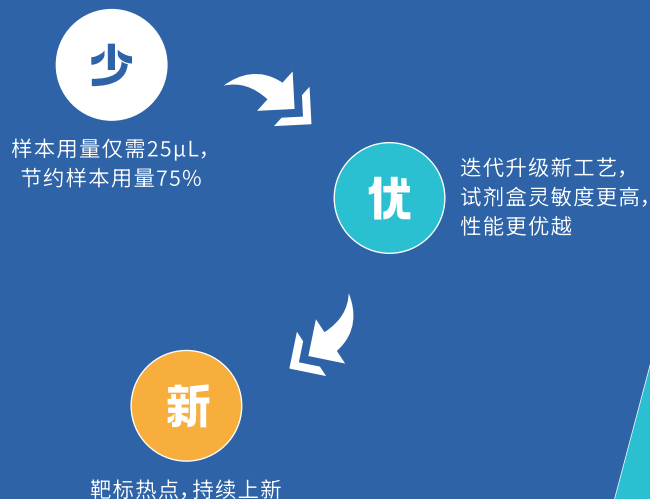 少
样本用量仅需25μL，
节约样本用量75%
优
迭代升级新工艺，
试剂盒灵敏度更高，
性能更优越
新
靶标热点，持续上新